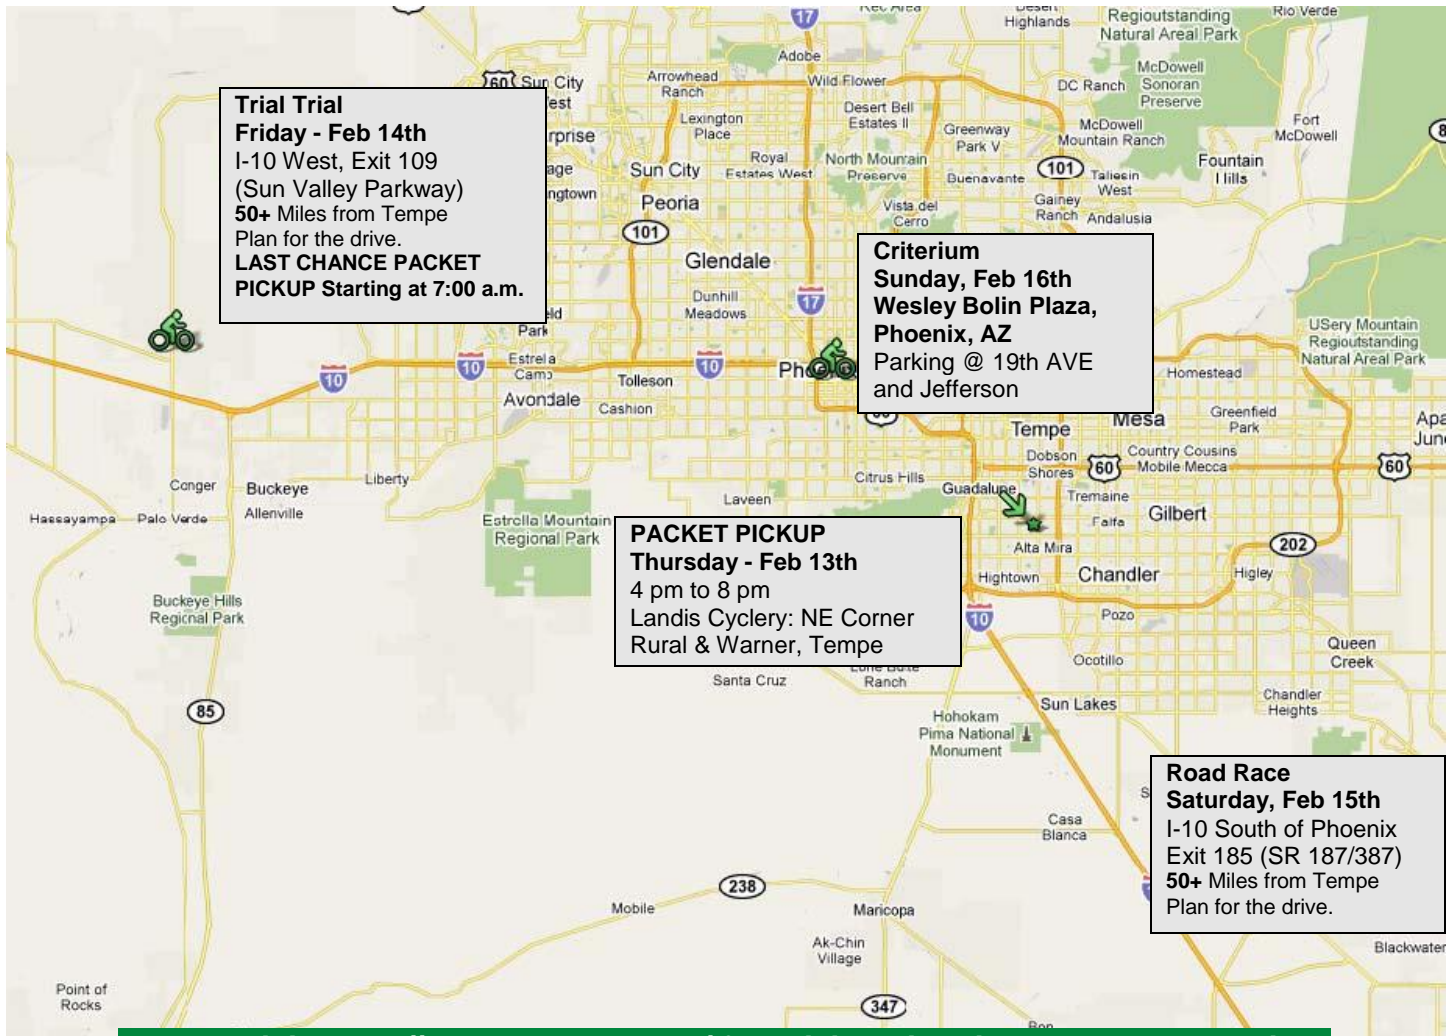 Trial Trial
Friday - Feb 14th
I-10 West, Exit 109
(Sun Valley Parkway)
50+ Miles from Tempe
Plan for the drive.
LAST CHANCE PACKET
PICKUP Starting at 7:00 a.m.
Criterium
Sunday, Feb 16th
Wesley Bolin Plaza,
Phoenix, AZ
Parking @ 19th AVE
and Jefferson
PACKET PICKUP
Thursday - Feb 13th
4 pm to 8 pm
Landis Cyclery: NE Corner
Rural & Warner, Tempe
Road Race
Saturday, Feb 15th
I-10 South of Phoenix
Exit 185 (SR 187/387)
50+ Miles from Tempe
Plan for the drive.
17
Highlands
Regioutstanding
Natural Areal Park
Rio Verde
Adobe
60
Sun City
Arrowhead
Ranch
Wild Flower
DC Ranch
McDowell
Sonoran
Preserve
Desert Bell
Estates II
Lexington
Place
Greenway
Park V
McDowell
Mountain Ranch
Fort
McDowell
Sun City
Royal
Estates West
North Mountain
Preserve
Buenavante
101
Taliesin
West
Fountain
Hills
Peoria
Vista del
Cerro
Gainey
Ranch
Andalusia
101
Glendale
17
Dunhill
Meadows
Park
USery Mountain
Regioutstanding
Natural Areal Park
10
10
Estrella
Camp
Tolleson
10
Homestead
Avondale
Cashion
Mesa
Greenfield
Park
Tempe
Dobson
Shores
60
Country Cousins
Mobile Mecca
60
Conger
Buckeye
Liberty
Laveen
Citrus Hills
Guadalupe
Tremaine
Hassayampa
Palo Verde
Allenville
Estrella Mountain
Regional Park
Falfa
Gilbert
Alta Mira
202
Hightown
Chandler
Higley
Buckeye Hills
Regional Park
10
Pozo
Ocotillo
Queen
Creek
Santa Cruz
Ranch
85
Sun Lakes
Chandler
Heights
Hohokam
Pima National
Monument
Casa
Blanca
238
Mobile
Maricopa
Ak-Chin
Village
Blackwater
Point of
Rocks
347